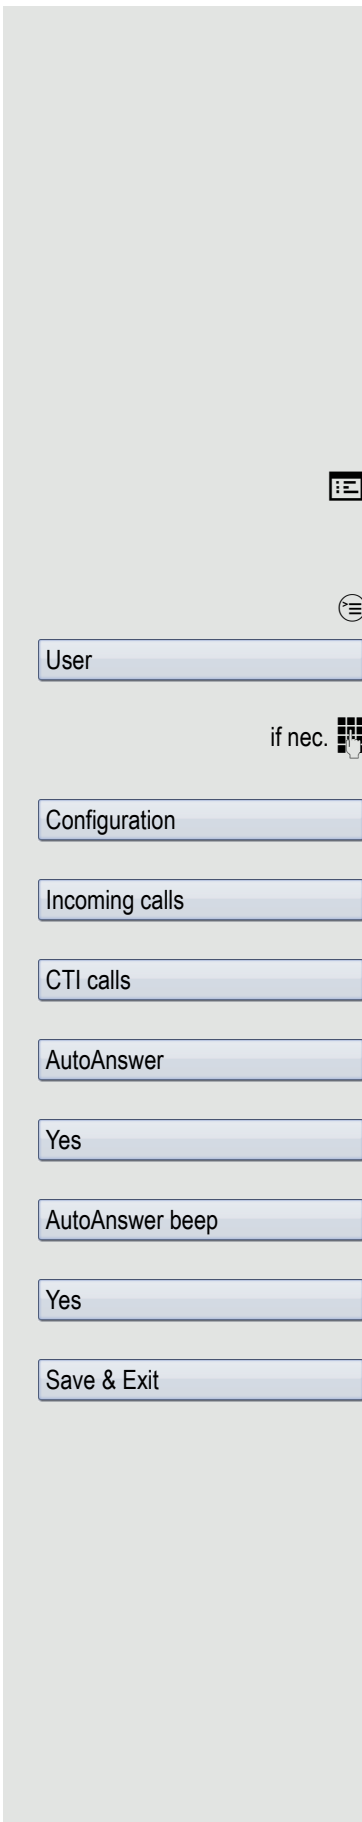 User
if nec.
Configuration
Incoming calls
CTI calls
AutoAnswer
Yes
AutoAnswer beep
Yes
Save & Exit